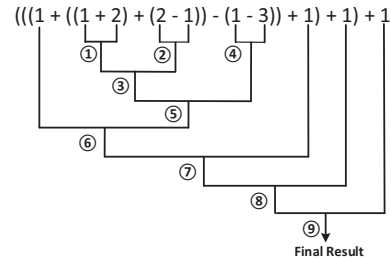 (((1 + ((1 + 2) + (2 - 1)) - (1 - 3)) + 1) + 1) + 1
① ② ④
③
⑤
⑥
⑦
⑧
⑨
Final Result